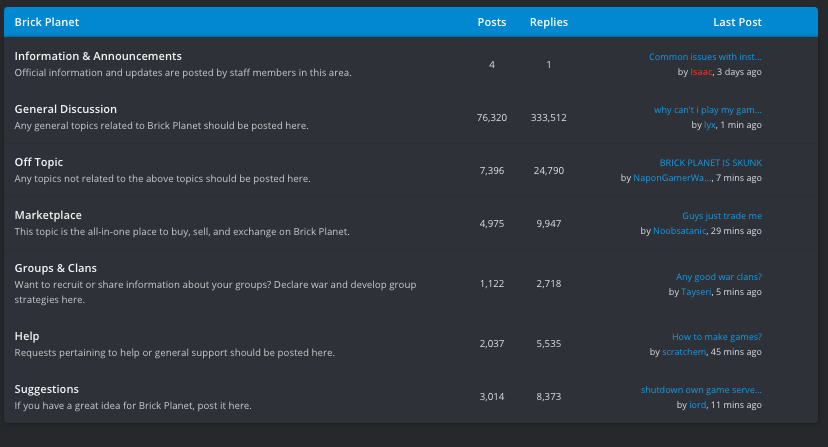 Brick Planet Posts Replies Last Post
Information & Announcements
Official information and updates are posted by staff members in this area.
4 1
Common issues with inst...
by Isaac, 3 days ago
General Discussion
Any general topics related to Brick Planet should be posted here.
76,320 333,512
why can't i play my gam...
by lyx, 1 min ago
Off Topic
Any topics not related to the above topics should be posted here.
7,396 24,790
BRICK PLANET IS SKUNK
by NaponGamerWa..., 7 mins ago
Marketplace
This topic is the all-in-one place to buy, sell, and exchange on Brick Planet.
4,975 9,947
Guys just trade me
by Noobsatanic, 29 mins ago
Groups & Clans
Want to recruit or share information about your groups? Declare war and develop group
strategies here.
1,122 2,718
Any good war clans?
by Tayseri, 5 mins ago
Help
Requests pertaining to help or general support should be posted here.
2,037 5,535
How to make games?
by scratchem, 45 mins ago
Suggestions
If you have a great idea for Brick Planet, post it here.
3,014 8,373
shutdown own game serve...
by iord, 11 mins ago